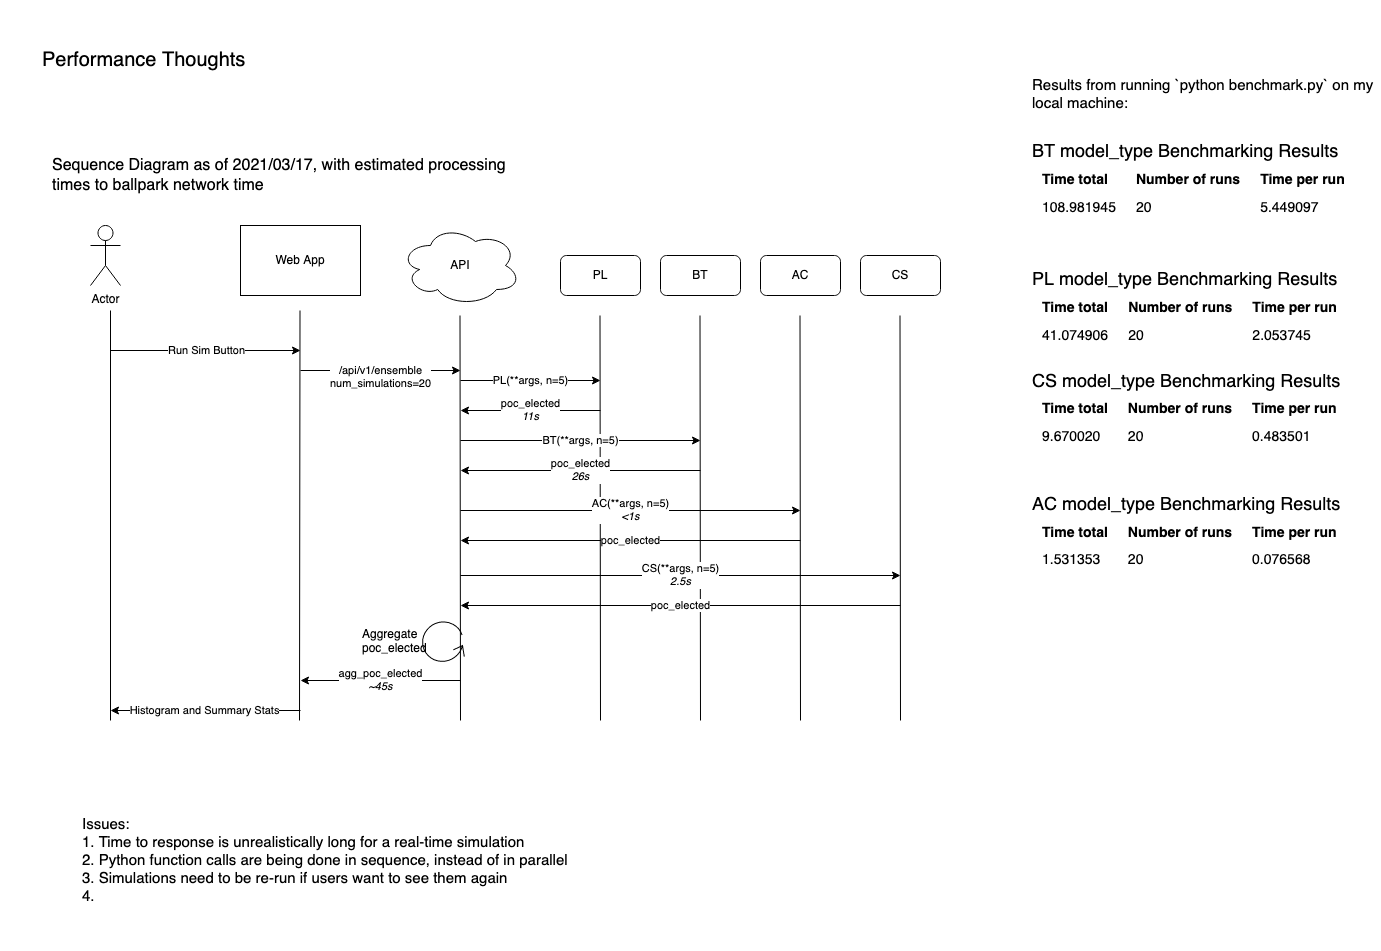 Performance Thoughts
Results from running `python benchmark.py` on my
local machine:
Sequence Diagram as of 2021/03/17, with estimated processing
times to ballpark network time
Actor
Web App
API
PL
BT
AC
CS
Run Sim Button
/api/v1/ensemble
num_simulations=20
PL(**args, n=5)
poc_elected
11s
BT(**args, n=5)
poc_elected
26s
AC(**args, n=5)
<1s
poc_elected
CS(**args, n=5)
2.5s
poc_elected
Aggregate
poc_elected
agg_poc_elected
~45s
Histogram and Summary Stats
BT model_type Benchmarking Results
Time total Number of runs Time per run
108.981945 20 5.449097
PL model_type Benchmarking Results
Time total Number of runs Time per run
41.074906 20 2.053745
CS model_type Benchmarking Results
Time total Number of runs Time per run
9.670020 20 0.483501
AC model_type Benchmarking Results
Time total Number of runs Time per run
1.531353 20 0.076568
Issues:
1. Time to response is unrealistically long for a real-time simulation
2. Python function calls are being done in sequence, instead of in parallel
3. Simulations need to be re-run if users want to see them again
4.